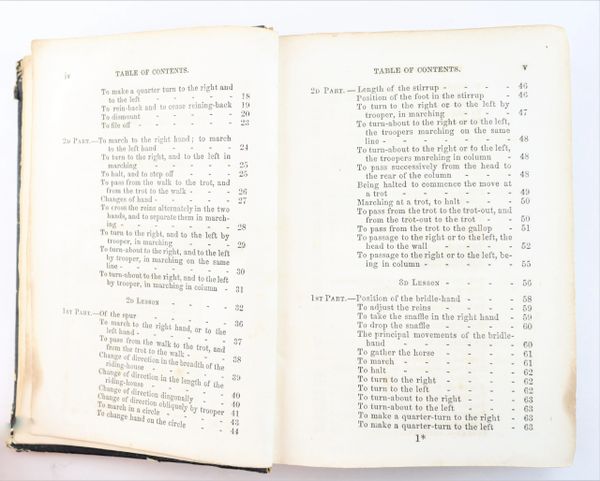 iv
TABLE OF CONTENTS.
To make a quarter turn to the right and
to the left - - - - - 18
To rein-back and to cease reining-back 19
To dismount - - - - - 20
To file off - - - - - 23
2D PART.—To march to the right hand; to march
to the left hand - - - - 24
To turn to the right, and to the left in
marching - - - - - 25
To halt, and to step off - - - 25
To pass from the walk to the trot, and
from the trot to the walk - - - 26
Changes of hand - - - - 27
To cross the reins alternately in the two
hands, and to separate them in march-
ing - - - - - - 28
To turn to the right, and to the left by
trooper, in marching - - - - 29
To turn-about to the right, and to the left
by trooper, in marching on the same
line - - - - - - 30
To turn-about to the right, and to the left
by trooper, in marching in column - 31
2D LESSON - - - - 32
1ST PART.—Of the spur - - - - 36
To march to the right hand, or to the
left hand - - - - - 37
To pass from the walk to the trot, and
from the trot to the walk - - - 38
Change of direction in the breadth of the
riding-house - - - - - 39
Change of direction in the length of the
riding-house - - - - - 40
Change of direction diagonally - - 40
Change of direction obliquely by trooper 41
To march in a circle - - - - 43
To change hand on the circle - - 44
TABLE OF CONTENTS.
v
2D PART.—Length of the stirrup - - - - 46
Position of the foot in the stirrup - 46
To turn to the right or to the left by
trooper, in marching - - - 47
To turn-about to the right or to the left,
the troopers marching on the same
line - - - - - - 48
To turn-about to the right or to the left,
the troopers marching in column - - 48
To pass successively from the head to
the rear of the column - - - 48
Being halted to commence the move at
a trot - - - - - 49
Marching at a trot, to halt - - - 50
To pass from the trot to the trot-out, and
from the trot-out to the trot - - 50
To pass from the trot to the gallop - 51
To passage to the right or to the left, the
head to the wall - - - - 52
To passage to the right or to the left, be-
ing in column - - - - - 55
3D LESSON - - - - 56
1ST PART.—Position of the bridle-hand - - - 58
To adjust the reins - - - - 59
To take the snaffle in the right hand - 59
To drop the snaffle - - - - 60
The principal movements of the bridle-
hand - - - - - - 60
To gather the horse - - - - 61
To march - - - - - - 61
To halt - - - - - - 62
To turn to the right - - - - 62
To turn to the left - - - - 62
To turn-about to the right - - - 63
To turn-about to the left - - - 63
To make a quarter-turn to the right - 63
To make a quarter-turn to the left - 63
1*